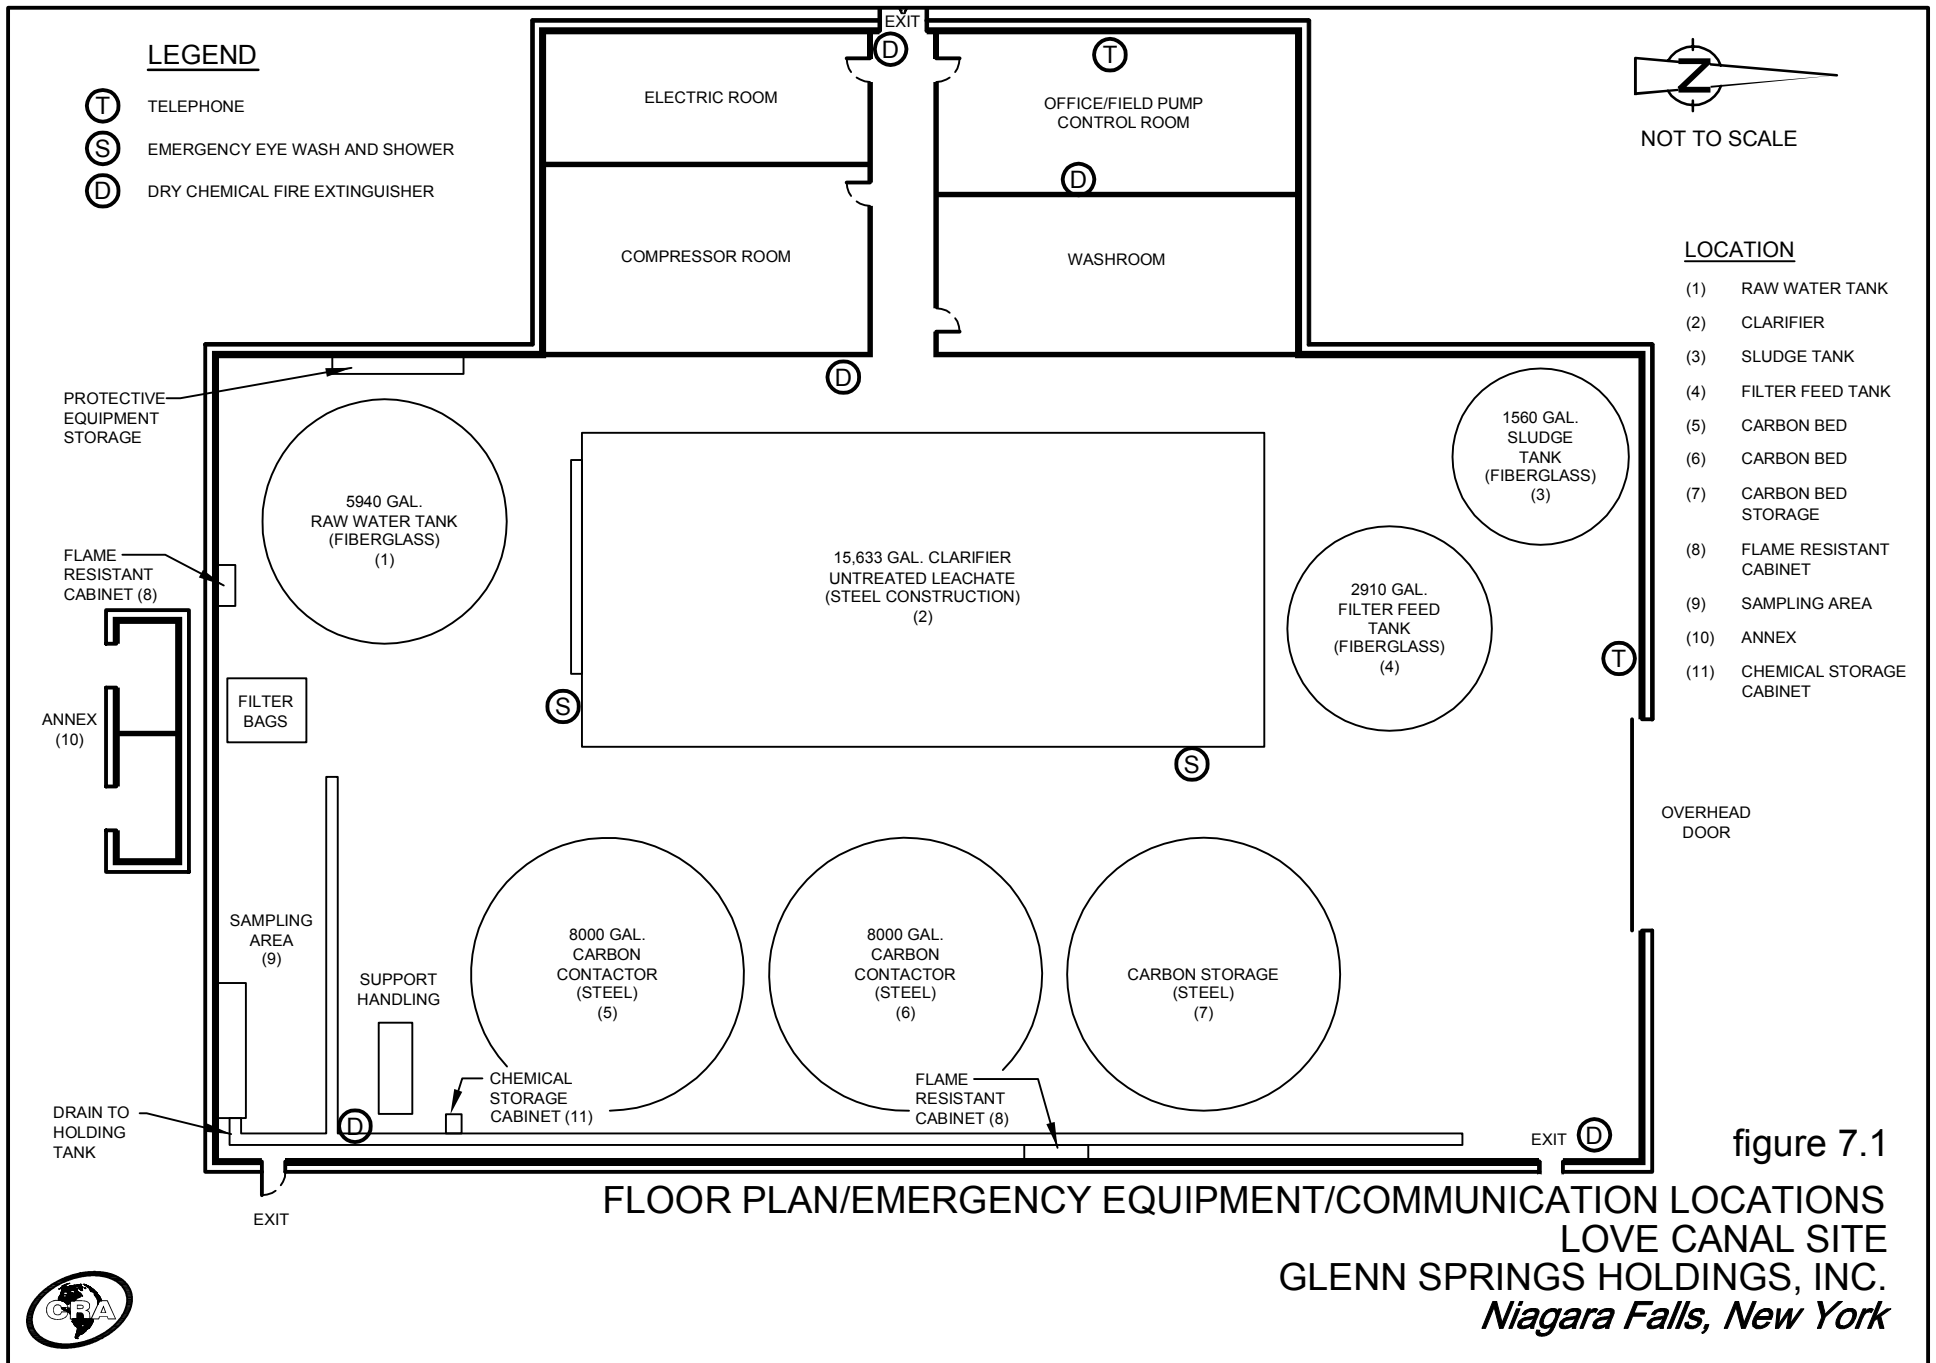 LEGEND
T TELEPHONE
S EMERGENCY EYE WASH AND SHOWER
D DRY CHEMICAL FIRE EXTINGUISHER
EXIT
D
T
ELECTRIC ROOM
OFFICE/FIELD PUMP
CONTROL ROOM
D
COMPRESSOR ROOM
WASHROOM
N
NOT TO SCALE
LOCATION
(1) RAW WATER TANK
(2) CLARIFIER
(3) SLUDGE TANK
(4) FILTER FEED TANK
(5) CARBON BED
(6) CARBON BED
(7) CARBON BED
STORAGE
(8) FLAME RESISTANT
CABINET
(9) SAMPLING AREA
(10) ANNEX
(11) CHEMICAL STORAGE
CABINET
PROTECTIVE
EQUIPMENT
STORAGE
D
5940 GAL.
RAW WATER TANK
(FIBERGLASS)
(1)
15,633 GAL. CLARIFIER
UNTREATED LEACHATE
(STEEL CONSTRUCTION)
(2)
1560 GAL.
SLUDGE
TANK
(FIBERGLASS)
(3)
2910 GAL.
FILTER FEED
TANK
(FIBERGLASS)
(4)
T
FLAME
RESISTANT
CABINET (8)
ANNEX
(10)
FILTER
BAGS
S
S
OVERHEAD
DOOR
SAMPLING
AREA
(9)
SUPPORT
HANDLING
8000 GAL.
CARBON
CONTACTOR
(STEEL)
(5)
8000 GAL.
CARBON
CONTACTOR
(STEEL)
(6)
CARBON STORAGE
(STEEL)
(7)
CHEMICAL
STORAGE
CABINET (11)
FLAME
RESISTANT
CABINET (8)
DRAIN TO
HOLDING
TANK
D
EXIT D
EXIT
figure 7.1
FLOOR PLAN/EMERGENCY EQUIPMENT/COMMUNICATION LOCATIONS
LOVE CANAL SITE
GLENN SPRINGS HOLDINGS, INC.
Niagara Falls, New York
CRA